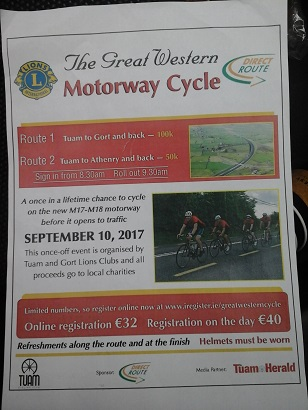 LIONS
L
The Great Western
DIRECT
ROUTE
Motorway Cycle
Route 1 Tuam to Gort and back — 100k
Route 2 Tuam to Athenry and back — 50k
Sign in from 8.30am Roll out 9.30am
A once in a lifetime chance to cycle
on the new M17-M18 motorway
before it opens to traffic
SEPTEMBER 10, 2017
This once-off event is organised by
Tuam and Gort Lions Clubs and all
proceeds go to local charities
Limited numbers, so register online now at www.iregister.ie/greatwesterncycle
Online registration €32 Registration on the day €40
Refreshments along the route and at the finish Helmets must be worn
TUAM
Sponsor:
DIRECT
ROUTE
Media Partner:
Tuam Herald